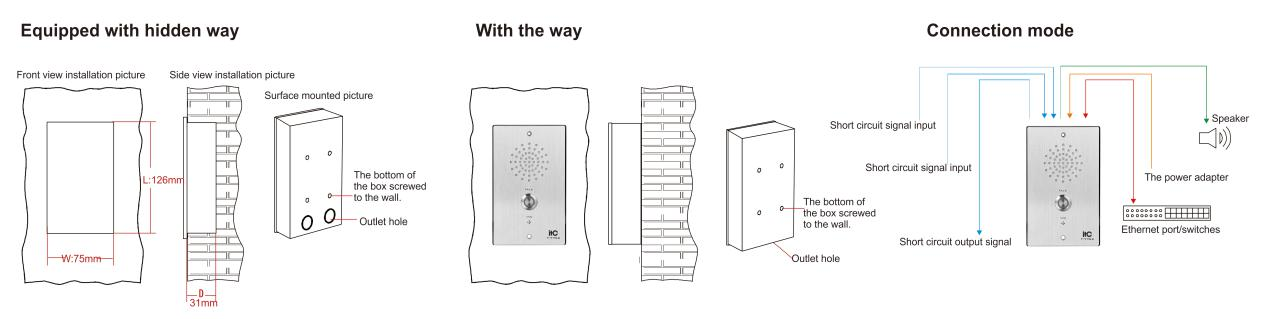 Equipped with hidden way
Front view installation picture
Side view installation picture
Surface mounted picture
L:126mm
W:75mm
D
31mm
The bottom of
the box screwed
to the wall.
Outlet hole
With the way
itC
The bottom of
the box screwed
to the wall.
Outlet hole
Connection mode
Short circuit signal input
Short circuit signal input
Short circuit output signal
itC
Speaker
The power adapter
Ethernet port/switches